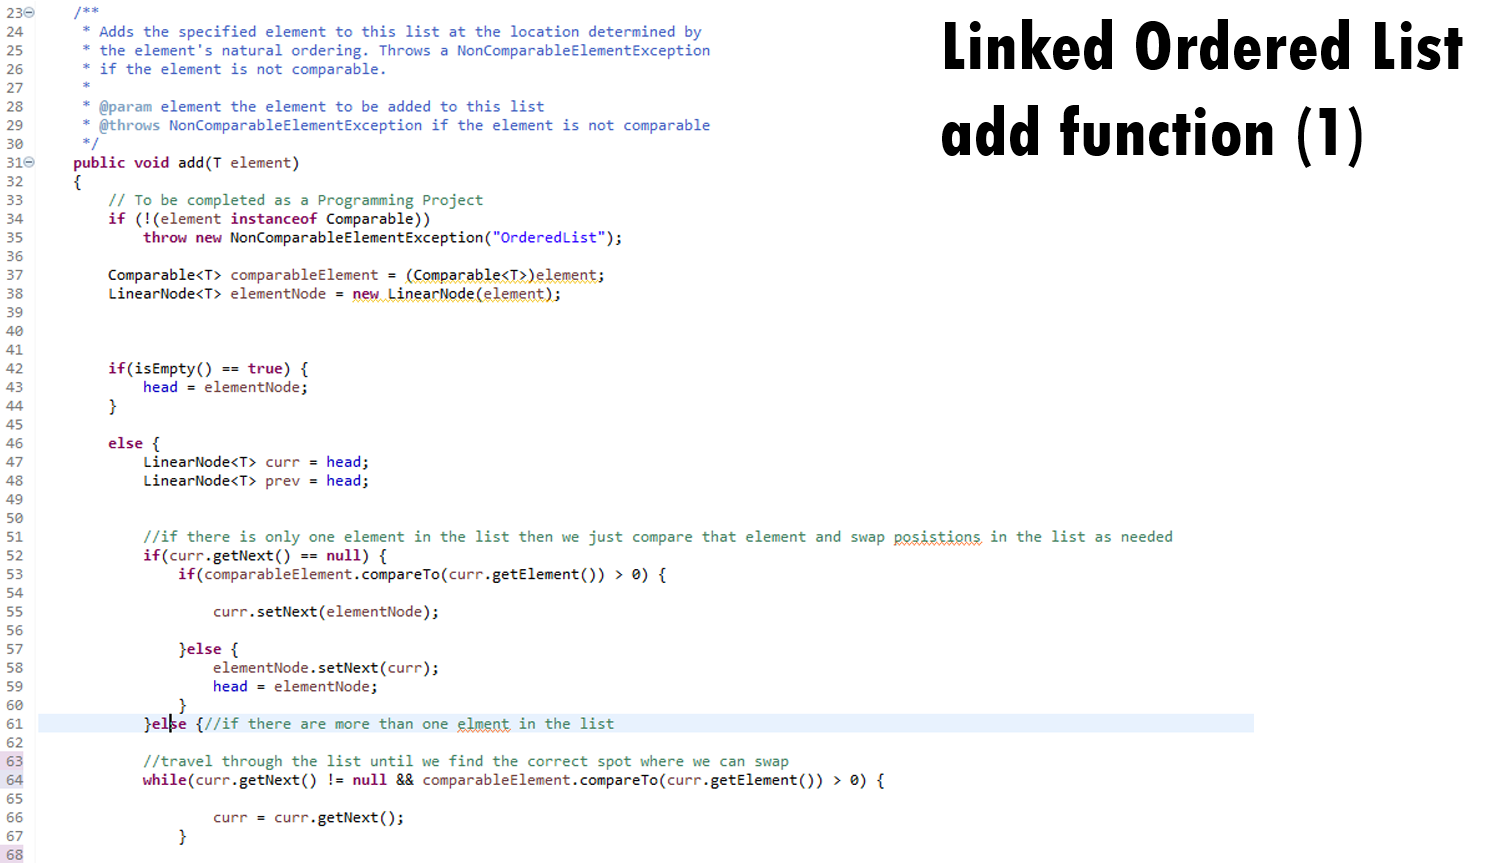 23 /**
24 * Adds the specified element to this list at the location determined by
25 * the element's natural ordering. Throws a NonComparableElementException
26 * if the element is not comparable.
27 *
28 * @param element the element to be added to this list
29 * @throws NonComparableElementException if the element is not comparable
30 */
31 public void add(T element)
32 {
33 // To be completed as a Programming Project
34 if (!(element instanceof Comparable))
35 throw new NonComparableElementException("OrderedList");
36
37 Comparable<T> comparableElement = (Comparable<T>)element;
38 LinearNode<T> elementNode = new LinearNode(element);
39
40
41
42 if(isEmpty() == true) {
43 head = elementNode;
44 }
45
46 else {
47 LinearNode<T> curr = head;
48 LinearNode<T> prev = head;
49
50
51 //if there is only one element in the list then we just compare that element and swap posistions in the list as needed
52 if(curr.getNext() == null) {
53 if(comparableElement.compareTo(curr.getElement()) > 0) {
54
55 curr.setNext(elementNode);
56
57 }else {
58 elementNode.setNext(curr);
59 head = elementNode;
60 }
61 }else {//if there are more than one elment in the list
62
63 //travel through the list until we find the correct spot where we can swap
64 while(curr.getNext() != null && comparableElement.compareTo(curr.getElement()) > 0) {
65
66 curr = curr.getNext();
67 }
68
Linked Ordered List
add function (1)